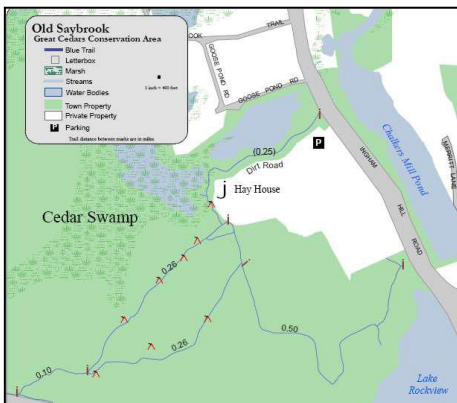 Old Saybrook
Great Cedars Conservation Area
Blue Trail
Letterbox
Marsh
Streams
Water Bodies
Town Property
Private Property
P Parking
1 inch = 400 feet
Trail distance between marks are in miles
OOK
TRAIL
GOOSE POND RD
GOOSE POND RD
INGHAM
HILL
ROAD
MERRITT LANE
Chalkers Mill Pond
(0.25)
Dirt Road
P
Hay House
Cedar Swamp
0.26
0.26
0.50
0.10
Lake
Rockview